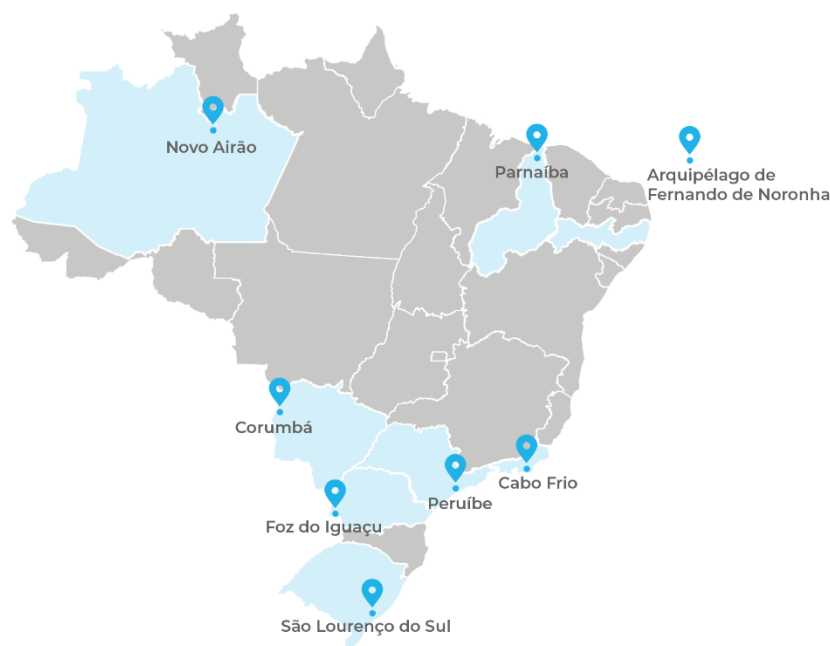 Novo Airão
Parnaíba
Arquipélago de
Fernando de Noronha
Corumbá
Cabo Frio
Peruíbe
Foz do Iguaçu
São Lourenço do Sul